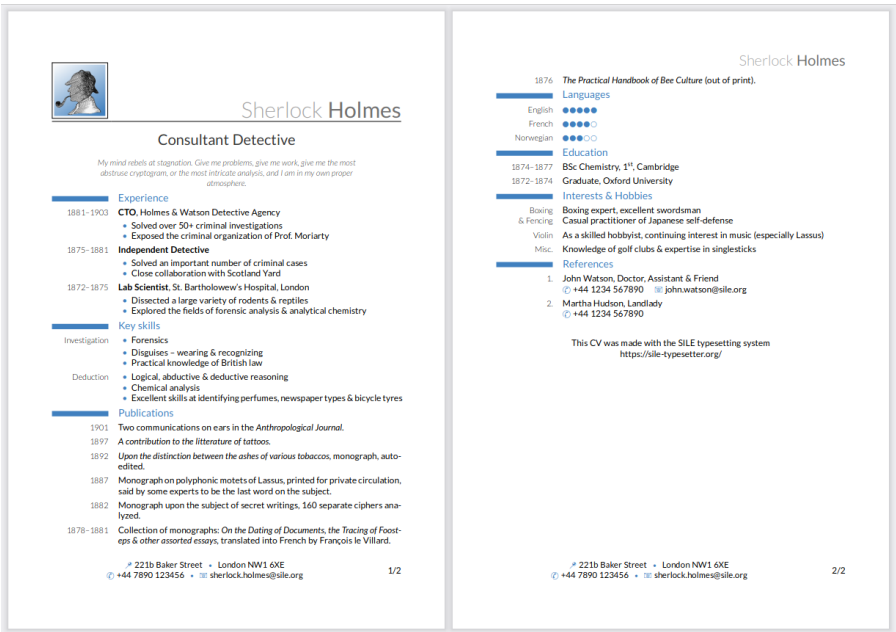 Sherlock Holmes
Consultant Detective
My mind rebels at stagnation. Give me problems, give me work, give me the most
abstruse cryptogram, or the most intricate analysis, and I am in my own proper
atmosphere.
Experience
1881–1903 CTO, Holmes & Watson Detective Agency
• Solved over 50+ criminal investigations
• Exposed the criminal organization of Prof. Moriarty
1875–1881 Independent Detective
• Solved an important number of criminal cases
• Close collaboration with Scotland Yard
1872–1875 Lab Scientist, St. Bartholowew's Hospital, London
• Dissected a large variety of rodents & reptiles
• Explored the fields of forensic analysis & analytical chemistry
Key skills
Investigation • Forensics
• Disguises – wearing & recognizing
• Practical knowledge of British law
Deduction • Logical, abductive & deductive reasoning
• Chemical analysis
• Excellent skills at identifying perfumes, newspaper types & bicycle tyres
Publications
1901 Two communications on ears in the Anthropological Journal.
1897 A contribution to the litterature of tattoos.
1892 Upon the distinction between the ashes of various tobaccos, monograph, auto-
edited.
1887 Monograph on polyphonic motets of Lassus, printed for private circulation,
said by some experts to be the last word on the subject.
1882 Monograph upon the subject of secret writings, 160 separate ciphers ana-
lyzed.
1878–1881 Collection of monographs: On the Dating of Documents, the Tracing of Foost-
eps & other assorted essays, translated into French by François le Villard.
221b Baker Street • London NW1 6XE
+44 7890 123456 • sherlock.holmes@sile.org
1/2
Sherlock Holmes
1876 The Practical Handbook of Bee Culture (out of print).
Languages
English
French
Norwegian
Education
1874–1877 BSc Chemistry, 1st, Cambridge
1872–1874 Graduate, Oxford University
Interests & Hobbies
Boxing Boxing expert, excellent swordsman
& Fencing Casual practitioner of Japanese self-defense
Violin As a skilled hobbyist, continuing interest in music (especially Lassus)
Misc. Knowledge of golf clubs & expertise in singlesticks
References
1. John Watson, Doctor, Assistant & Friend
+44 1234 567890 john.watson@sile.org
2. Martha Hudson, Landlady
+44 1234 567890
This CV was made with the SILE typesetting system
https://sile-typesetter.org/
221b Baker Street • London NW1 6XE
+44 7890 123456 • sherlock.holmes@sile.org
2/2